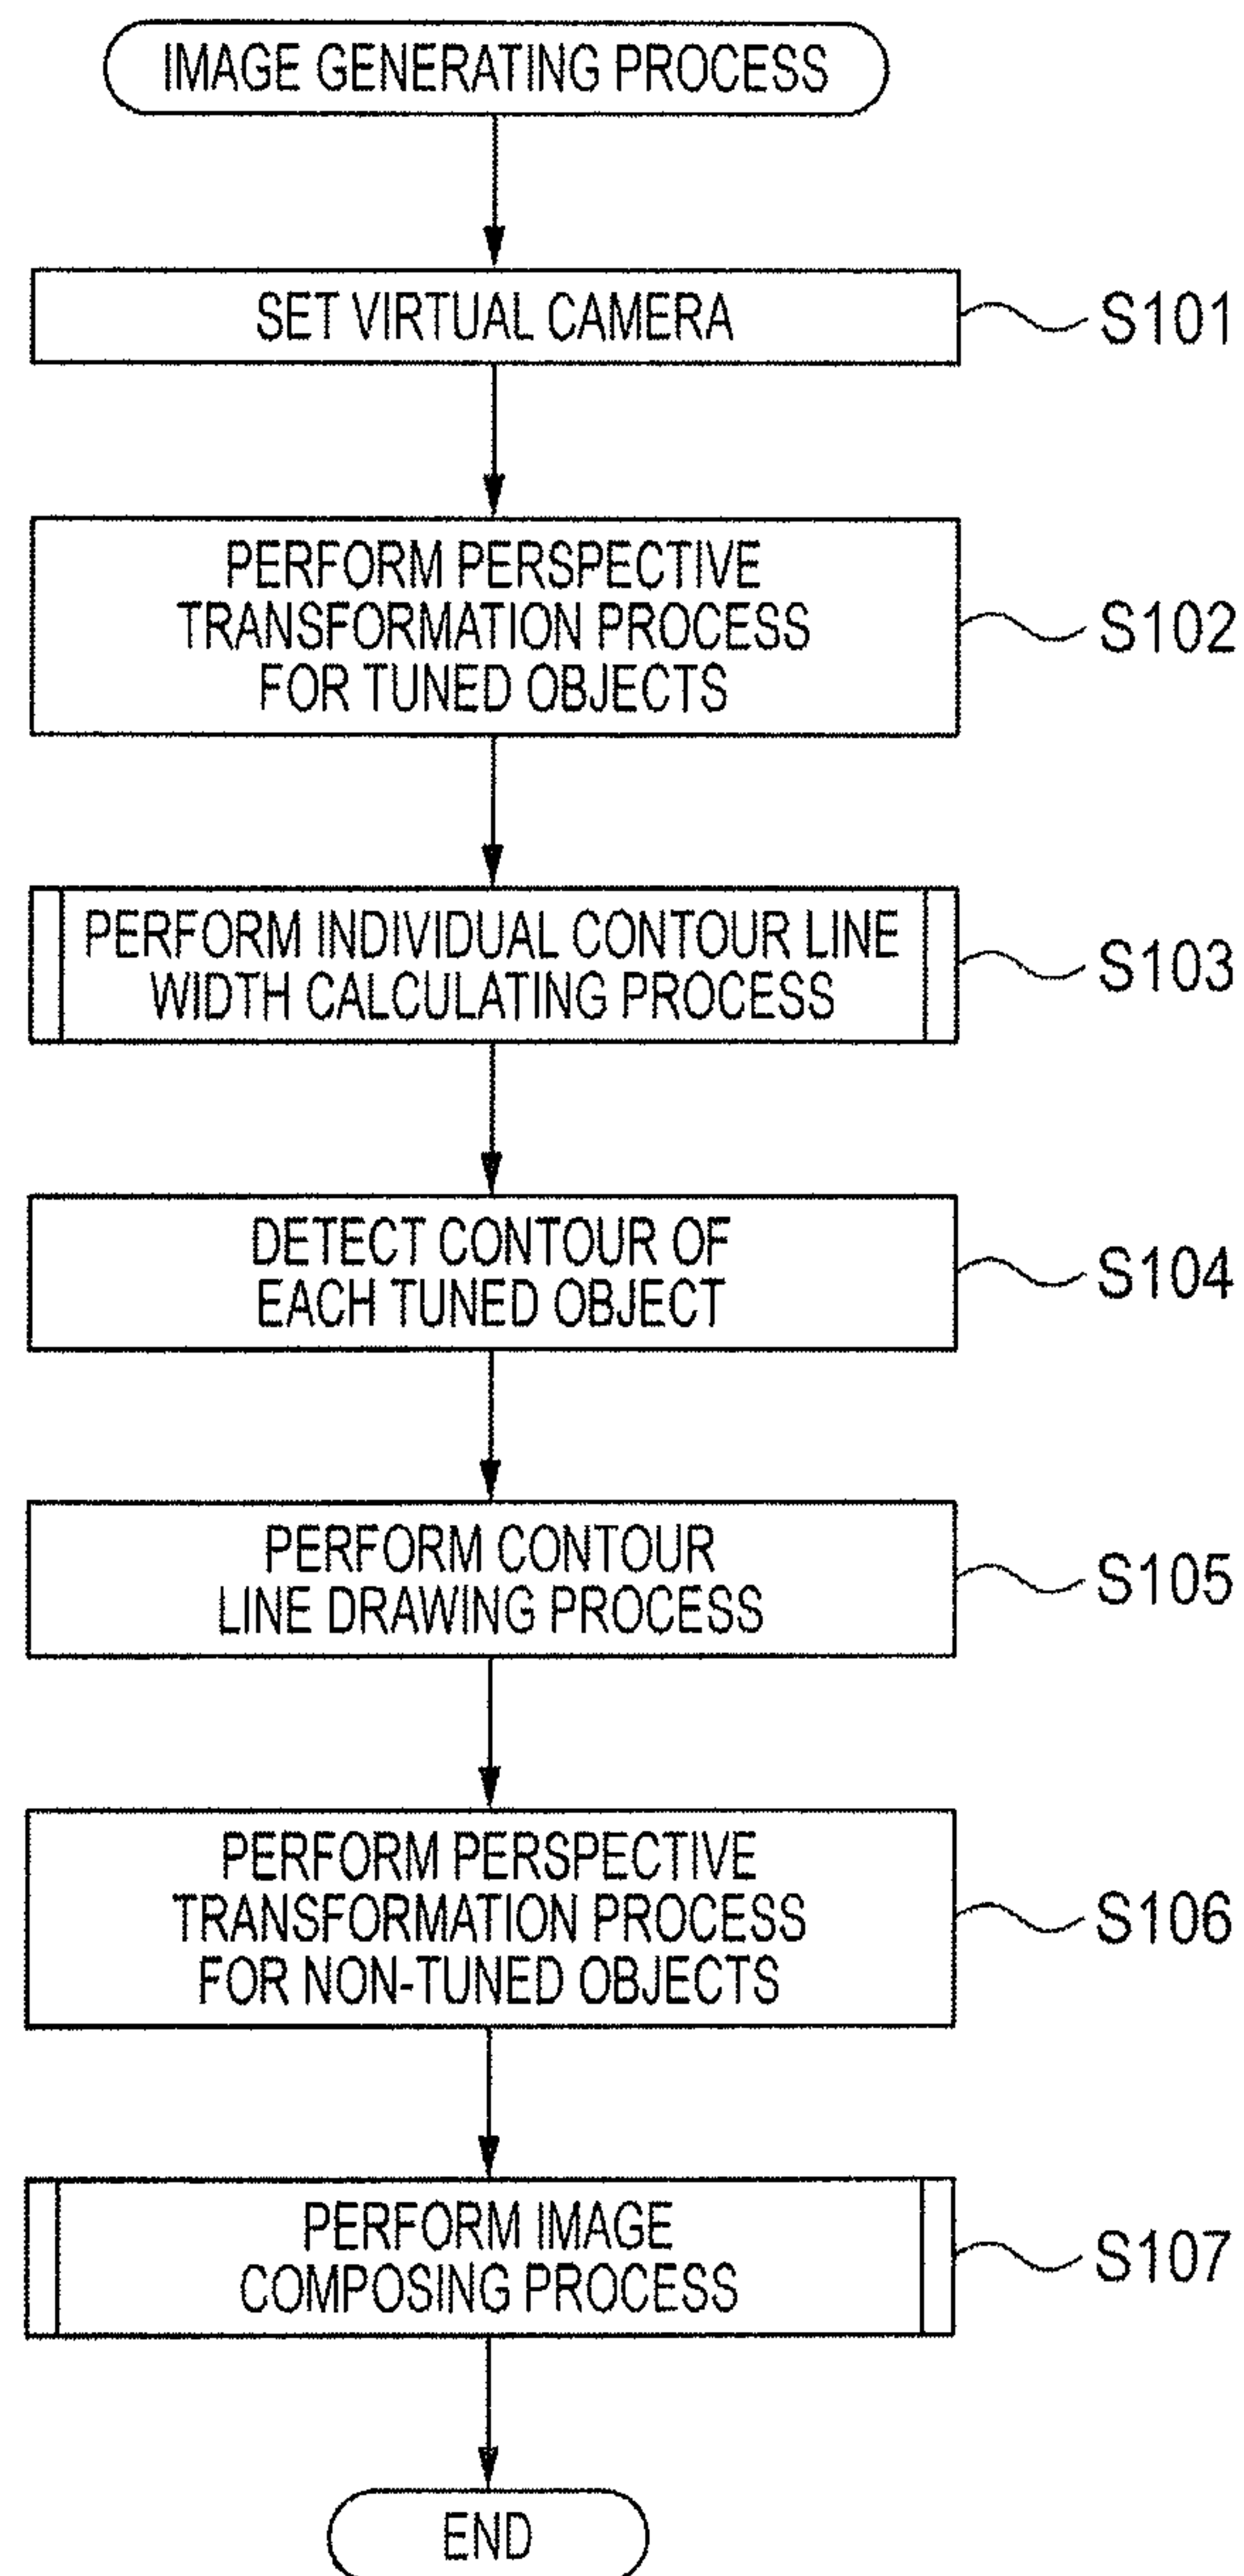 IMAGE GENERATING PROCESS
SET VIRTUAL CAMERA
S101
PERFORM PERSPECTIVE
TRANSFORMATION PROCESS
FOR TUNED OBJECTS
S102
PERFORM INDIVIDUAL CONTOUR LINE
WIDTH CALCULATING PROCESS
S103
DETECT CONTOUR OF
EACH TUNED OBJECT
S104
PERFORM CONTOUR
LINE DRAWING PROCESS
S105
PERFORM PERSPECTIVE
TRANSFORMATION PROCESS
FOR NON-TUNED OBJECTS
S106
PERFORM IMAGE
COMPOSING PROCESS
S107
END